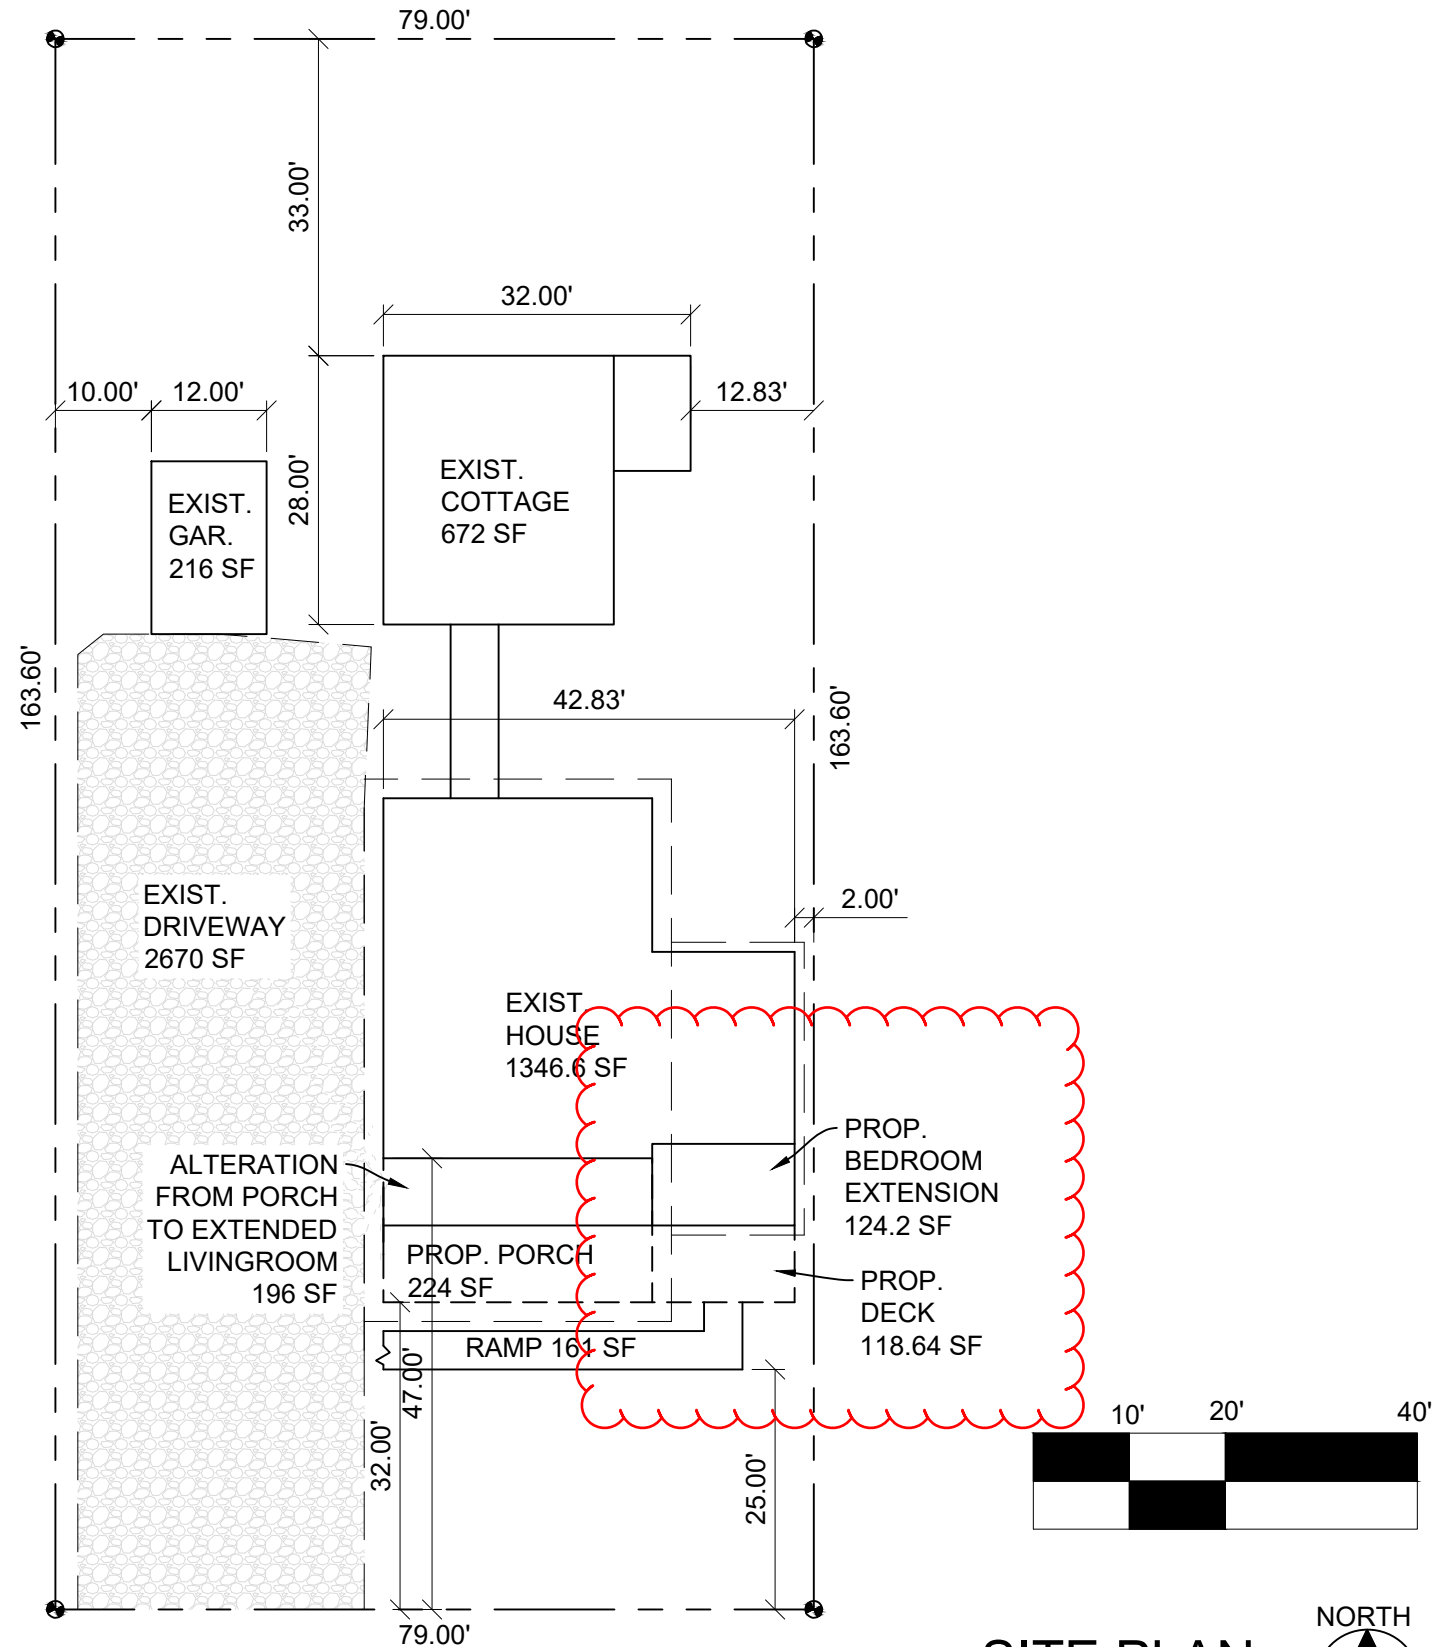 79.00'
33.00'
32.00'
10.00'
12.00'
12.83'
28.00'
EXIST.
COTTAGE
672 SF
EXIST.
GAR.
216 SF
163.60'
42.83'
163.60'
2.00'
EXIST.
DRIVEWAY
2670 SF
EXIST.
HOUSE
1346.6 SF
ALTERATION
FROM PORCH
TO EXTENDED
LIVINGROOM
196 SF
PROP.
BEDROOM
EXTENSION
124.2 SF
PROP. PORCH
224 SF
PROP.
DECK
118.64 SF
RAMP 161 SF
47.00'
32.00'
25.00'
10'
20'
40'
79.00'
NORTH
SITE PLAN